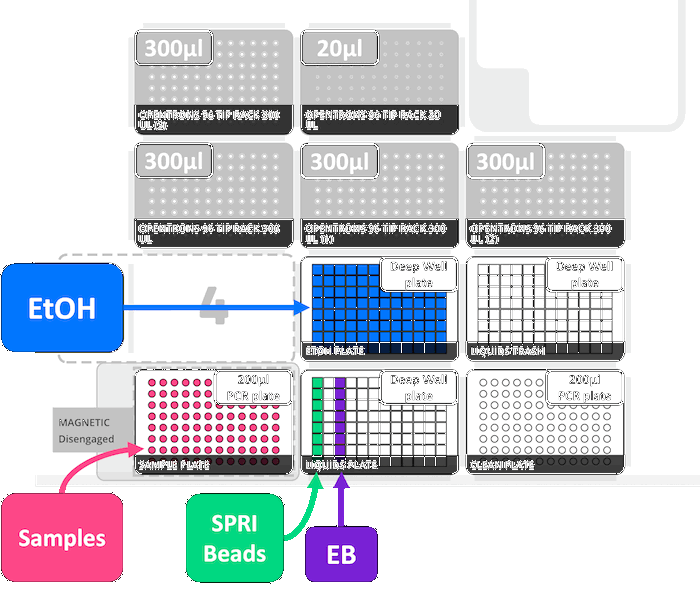 300µl
20µl
OPENTRONS 96 TIP RACK 300
UL (3)
OPENTRONS 96 TIP RACK 20
UL
300µl
300µl
300µl
OPENTRONS 96 TIP RACK 300
UL
OPENTRONS 96 TIP RACK 300
UL (1)
OPENTRONS 96 TIP RACK 300
UL (2)
EtOH
4
Deep Well
plate
Deep Well
plate
ETOH PLATE
LIQUIDS TRASH
200µl
PCR plate
Deep Well
plate
200µl
PCR plate
MAGNETIC
Disengaged
SAMPLE PLATE
LIQUIDS PLATE
CLEAN PLATE
Samples
SPRI
Beads
EB